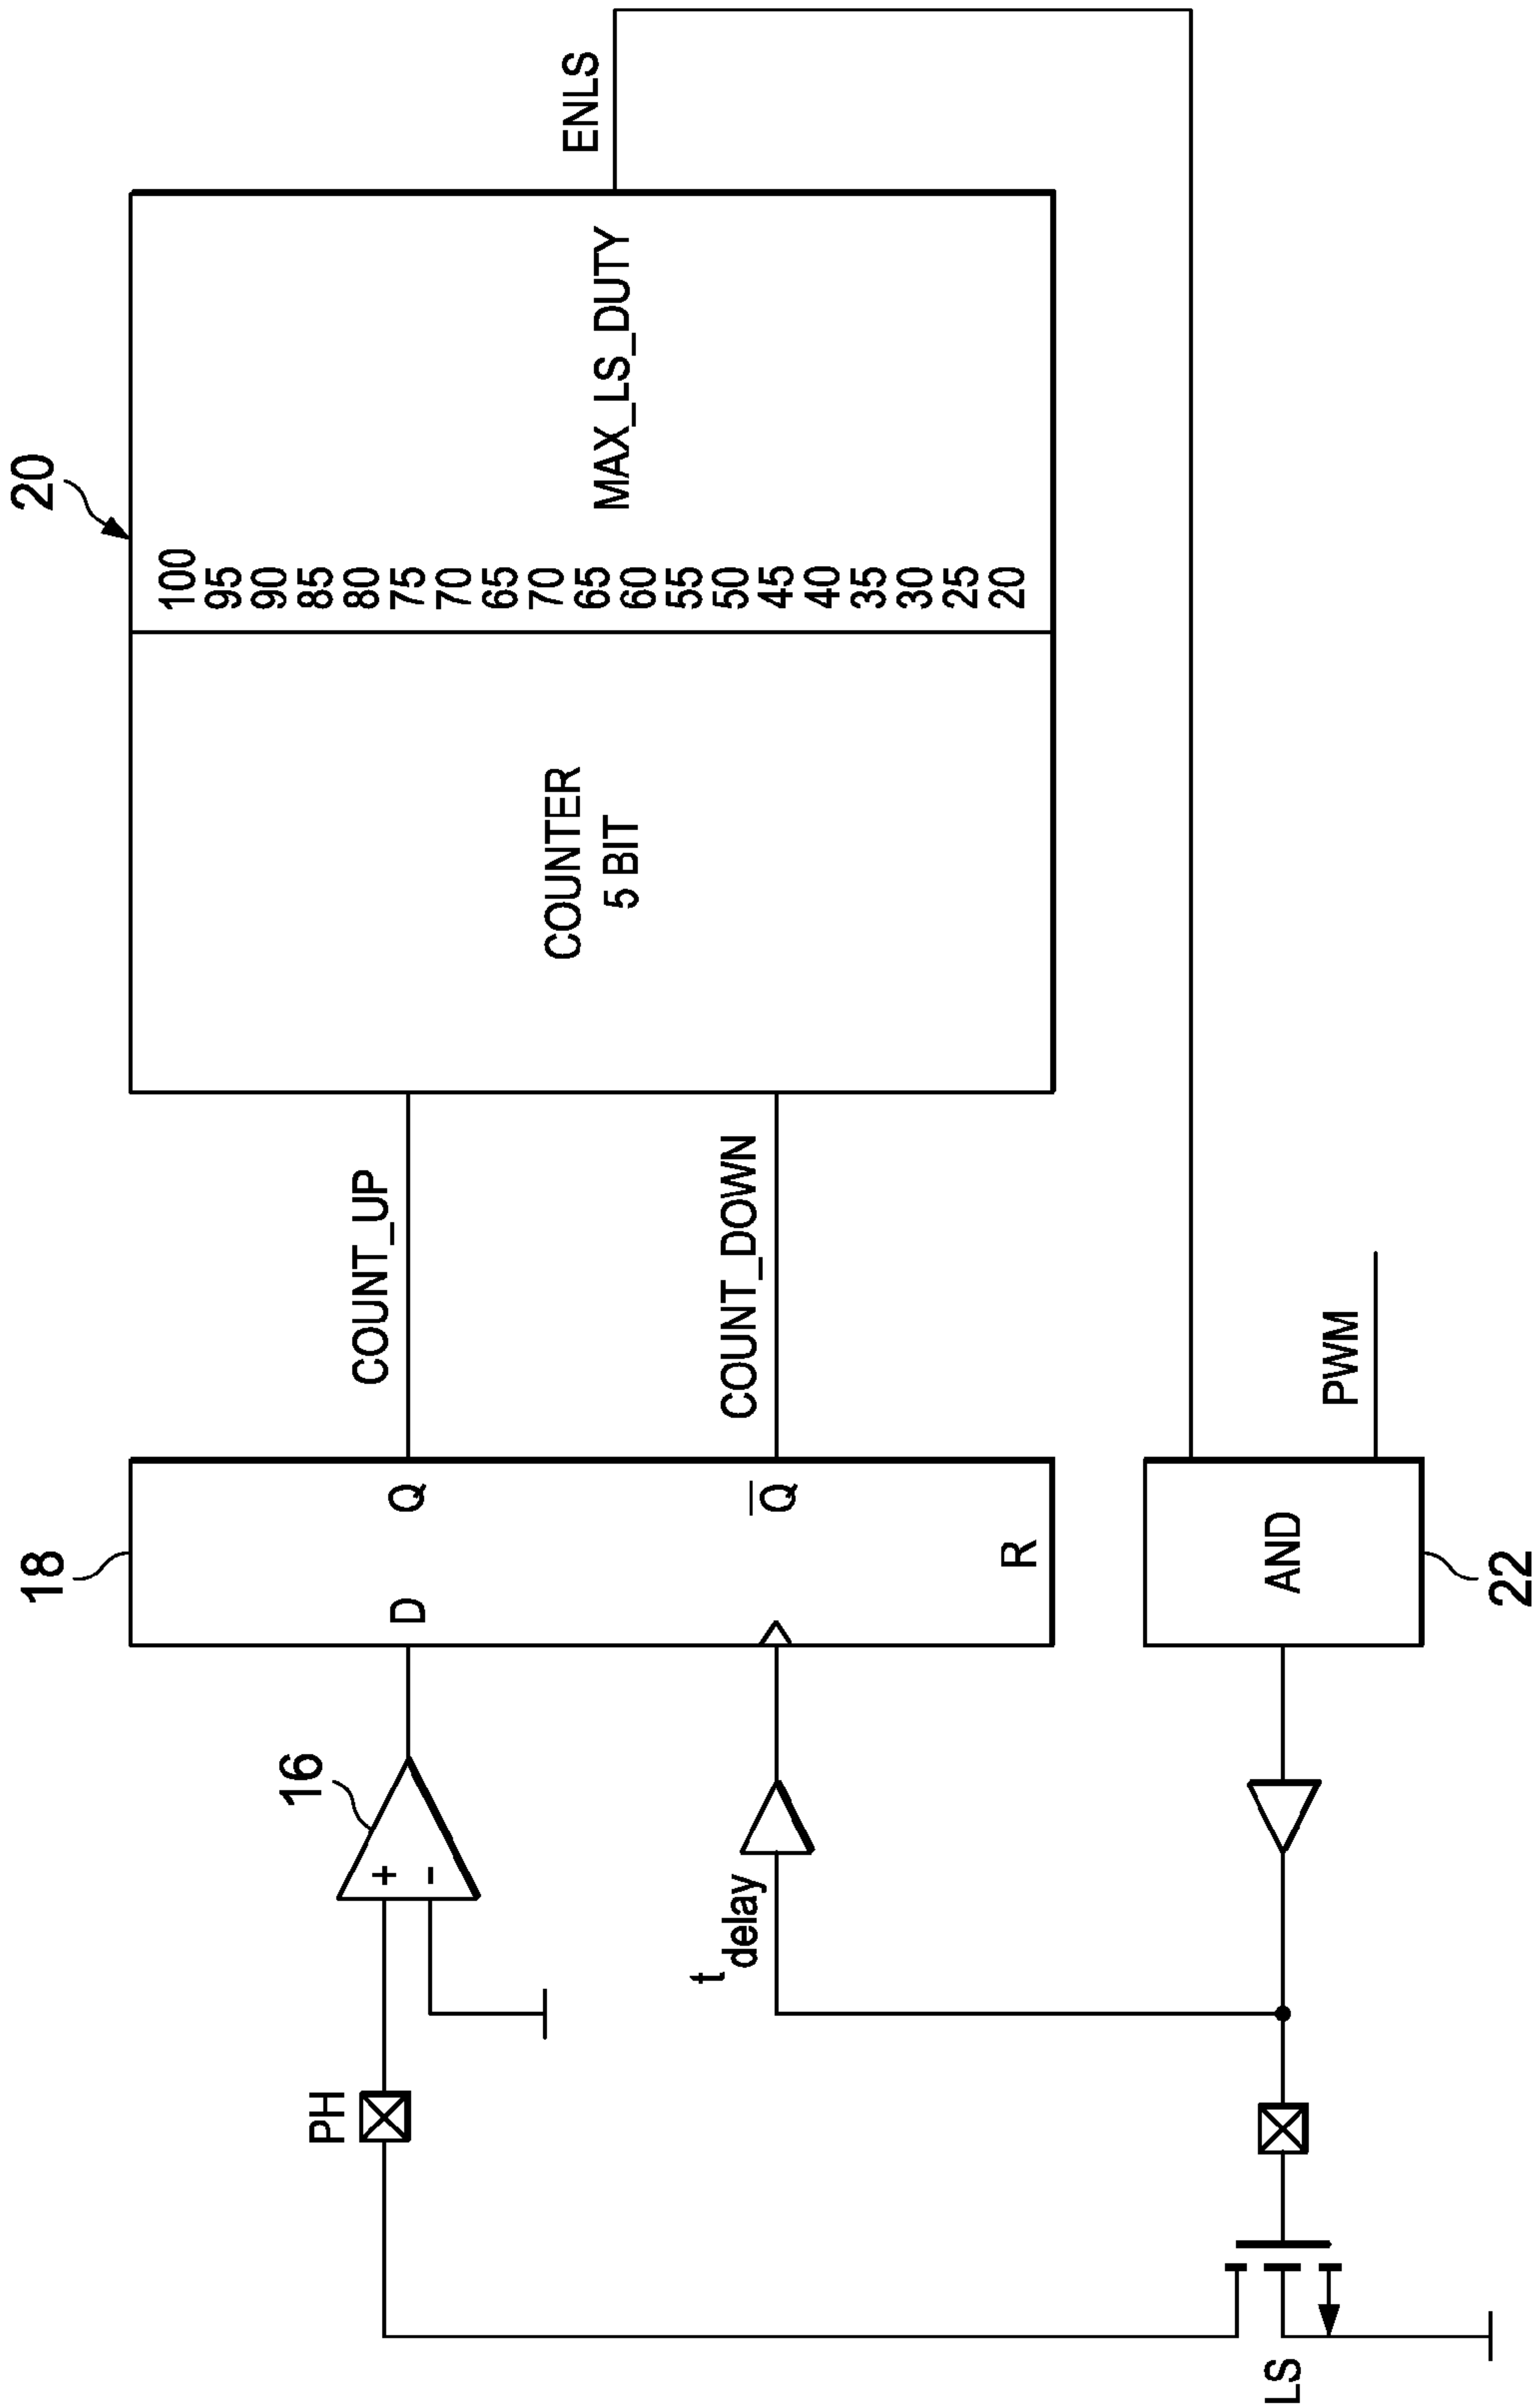 20
100
95
90
85
80
75
70
65
70
65
60
55
50
45
40
35
30
25
20
COUNTER
5 BIT
MAX_LS_DUTY
ENLS
18
D
Q
Q
R
COUNT_UP
COUNT_DOWN
16
+
-
PH
t delay
AND
22
PWM
LS